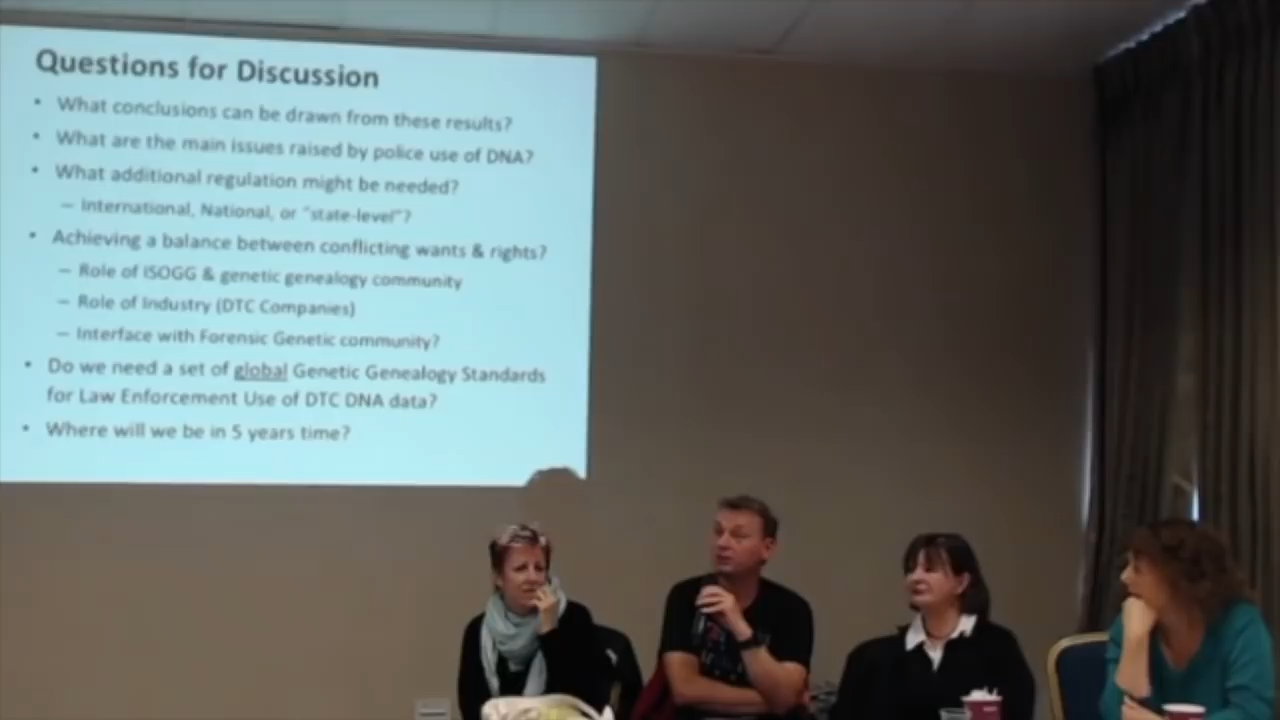 Questions for Discussion
• What conclusions can be drawn from these results?
• What are the main issues raised by police use of DNA?
• What additional regulation might be needed?
– International, National, or "state-level"?
• Achieving a balance between conflicting wants & rights?
– Role of ISOGG & genetic genealogy community
– Role of Industry (DTC Companies)
– Interface with Forensic Genetic community?
• Do we need a set of global Genetic Genealogy Standards
for Law Enforcement Use of DTC DNA data?
• Where will we be in 5 years time?